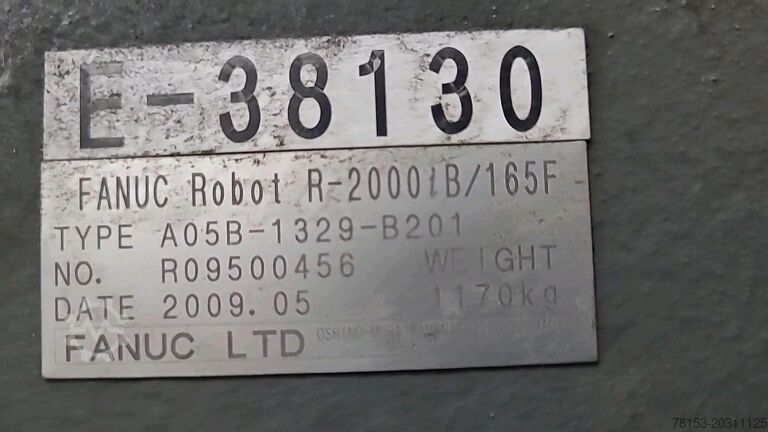 E-38130
FANUC Robot R-2000iB/165F
TYPE A05B-1329-B201
NO. R09500456 WEIGHT
DATE 2009.05 1170kg
FANUC LTD
78153-20311125